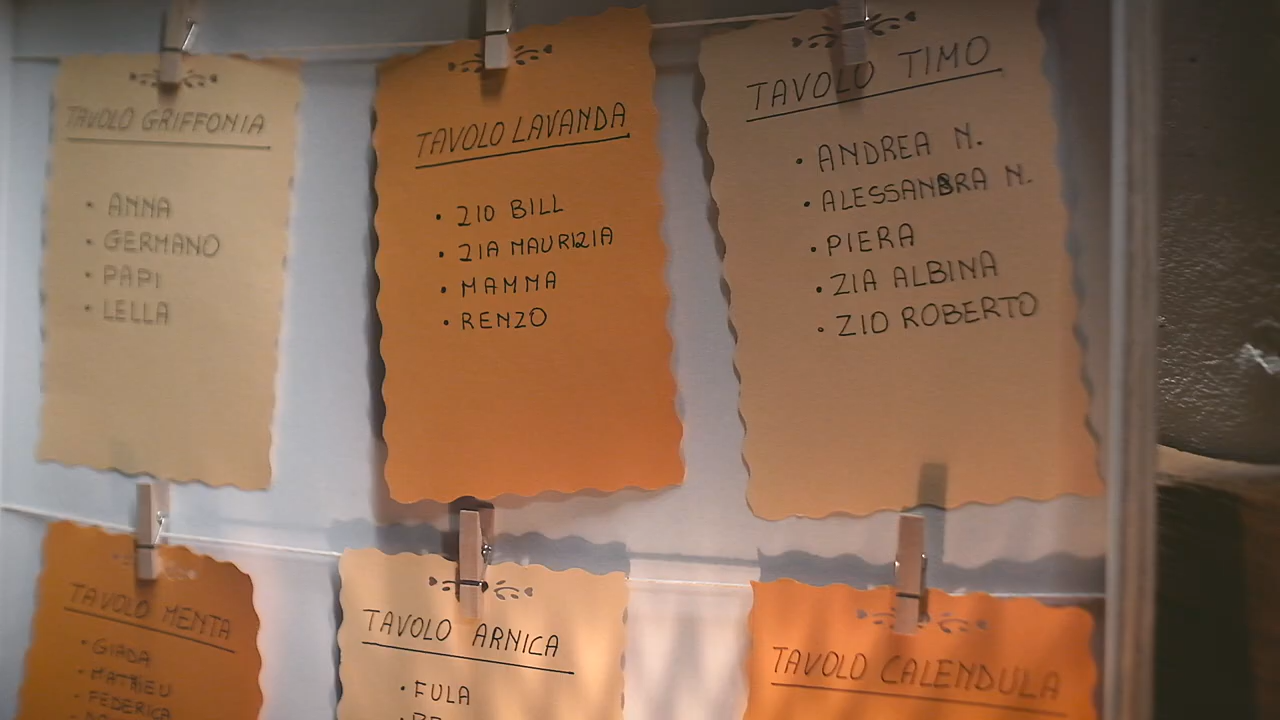 TAVOLO GRIFFONIA
• ANNA
• GERMANO
• PAPI
• LELLA
TAVOLO LAVANDA
• ZIO BILL
• ZIA MAURIZIA
• MAMMA
• RENZO
TAVOLO TIMO
• ANDREA N.
• ALESSANDRA N.
• PIERA
• ZIA ALBINA
• ZIO ROBERTO
TAVOLO MENTA
• GIADA
• MATHIEU
• FEDERICA
TAVOLO ARNICA
• FULA
TAVOLO CALENDULA